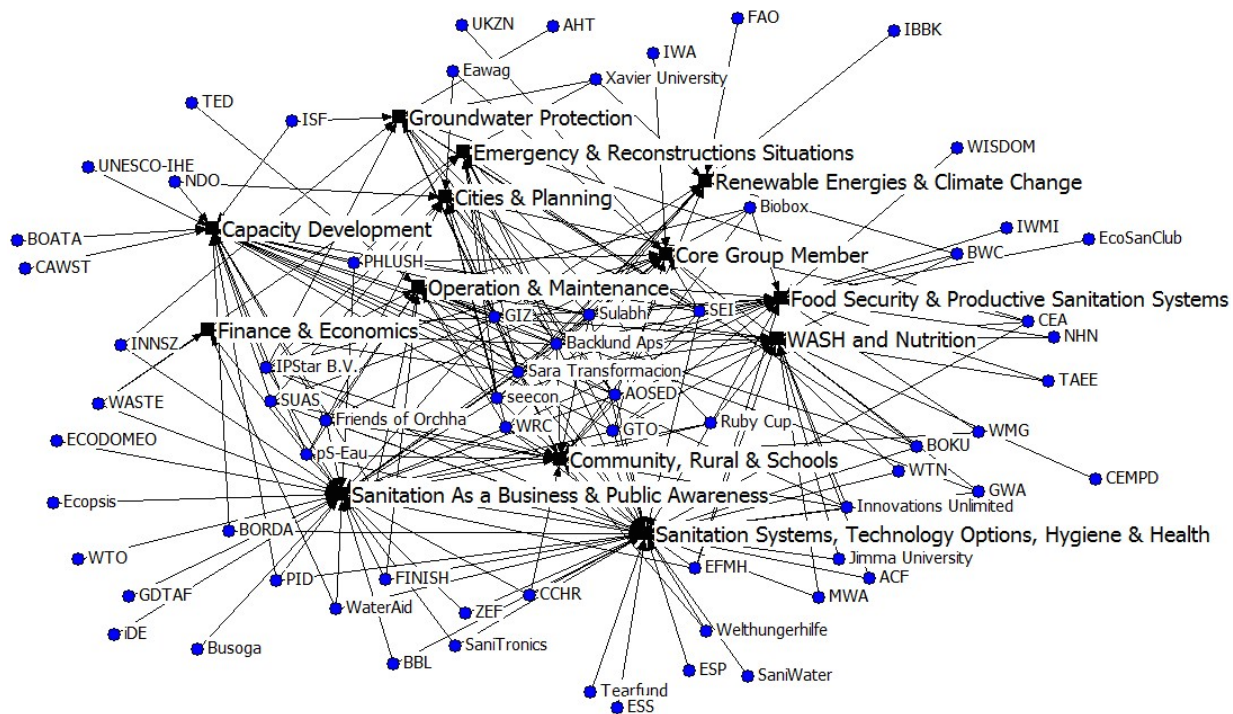 UKZN
AHT
FAO
IBBK
IWA
Eawag
Xavier University
TED
ISF
Groundwater Protection
WISDOM
Emergency & Reconstructions Situations
UNESCO-IHE
NDO
Renewable Energies & Climate Change
Cities & Planning
Biobox
Capacity Development
IWMI
BOATA
EcoSanClub
BWC
CAWST
PHLUSH
Core Group Member
Operation & Maintenance
Food Security & Productive Sanitation Systems
GIZ
Sulabhi
SEI
CEA
Finance & Economics
WASH and Nutrition
NHN
INNSZ
Backlund Aps
IPStar B.V.
Sara Transformacion
TAEE
WASTE
SUAS
seecon
AOSED
Friends of Orchha
WRC
GTO
Ruby Cup
WMG
ECODOMEO
BOKU
pS-Eau
Community, Rural & Schools
WTN
CEMPD
Sanitation As a Business & Public Awareness
GWA
Ecopsis
Innovations Unlimited
BORDA
Sanitation Systems, Technology Options, Hygiene & Health
WTO
Jimma University
EFMH
PID
FINISH
ACF
GDTAF
CCHR
MWA
WaterAid
ZEF
iDE
Welthungerhilfe
Busoga
SaniTronics
BBL
ESP
SaniWater
Tearfund
ESS